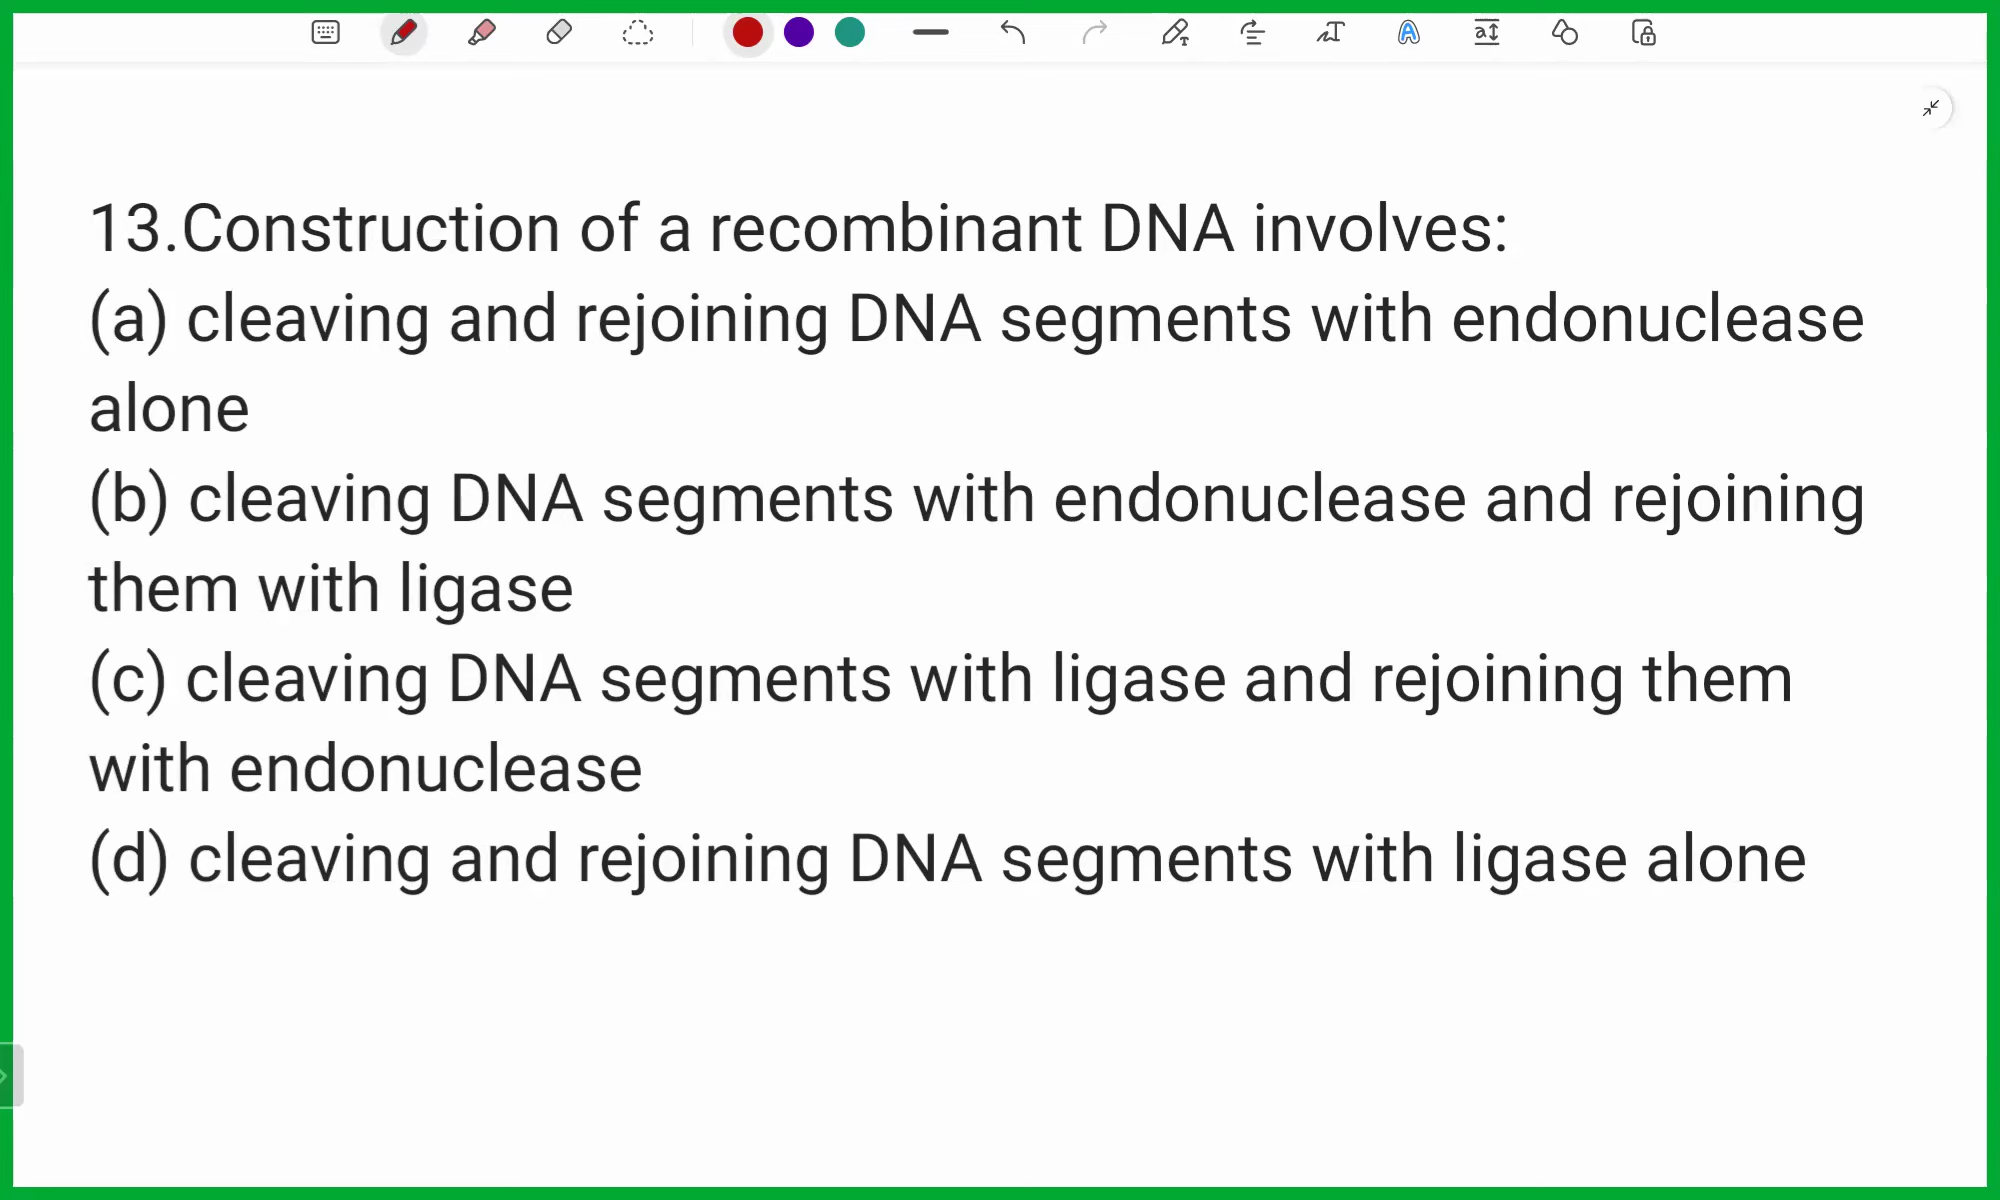 13.Construction of a recombinant DNA involves:
(a) cleaving and rejoining DNA segments with endonuclease
alone
(b) cleaving DNA segments with endonuclease and rejoining
them with ligase
(c) cleaving DNA segments with ligase and rejoining them
with endonuclease
(d) cleaving and rejoining DNA segments with ligase alone